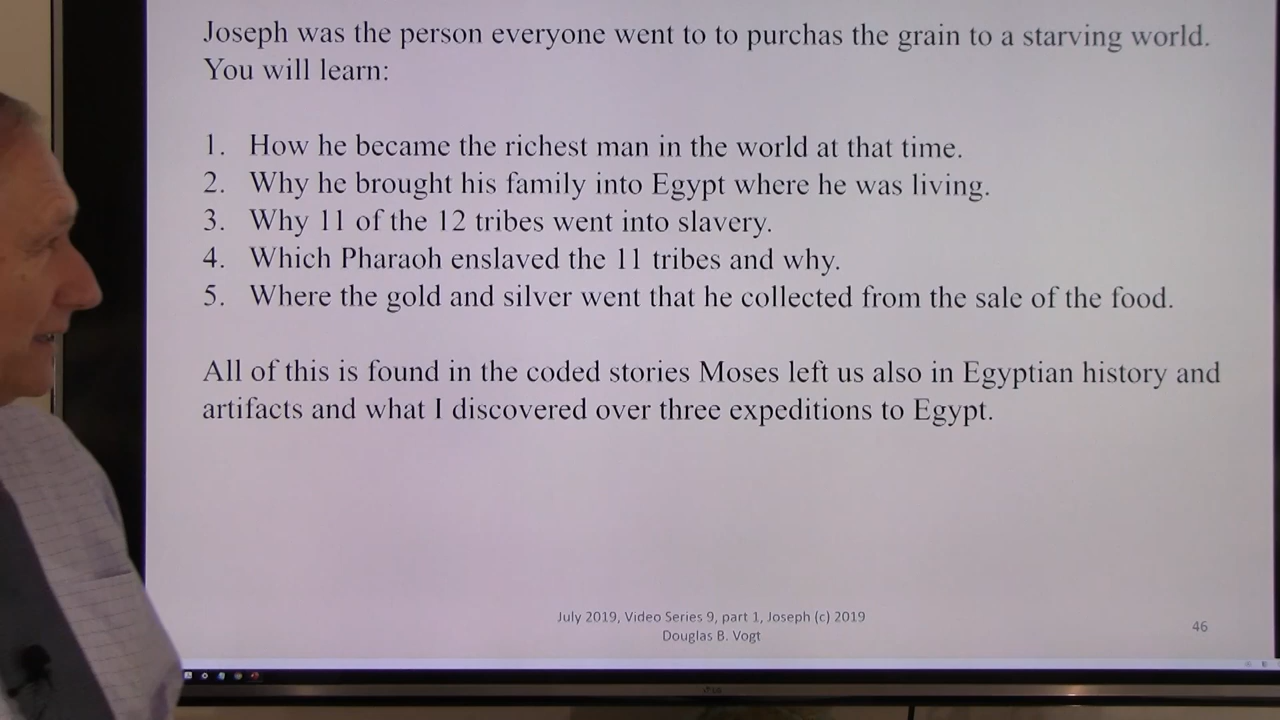 Joseph was the person everyone went to to purchas the grain to a starving world.
You will learn:
1. How he became the richest man in the world at that time.
2. Why he brought his family into Egypt where he was living.
3. Why 11 of the 12 tribes went into slavery.
4. Which Pharaoh enslaved the 11 tribes and why.
5. Where the gold and silver went that he collected from the sale of the food.
All of this is found in the coded stories Moses left us also in Egyptian history and
artifacts and what I discovered over three expeditions to Egypt.
July 2019, Video Series 9, part 1, Joseph (c) 2019
Douglas B. Vogt
46
LG